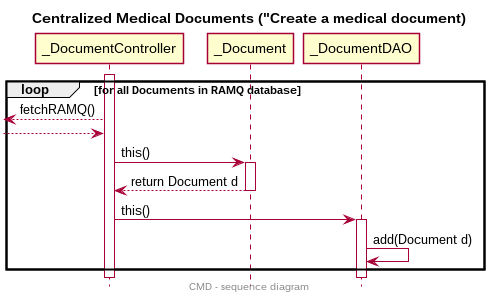 Centralized Medical Documents ("Create a medical document)
_DocumentController
_Document
_DocumentDAO
loop
[for all Documents in RAMQ database]
fetchRAMQ()
this()
return Document d
this()
add(Document d)
CMD - sequence diagram